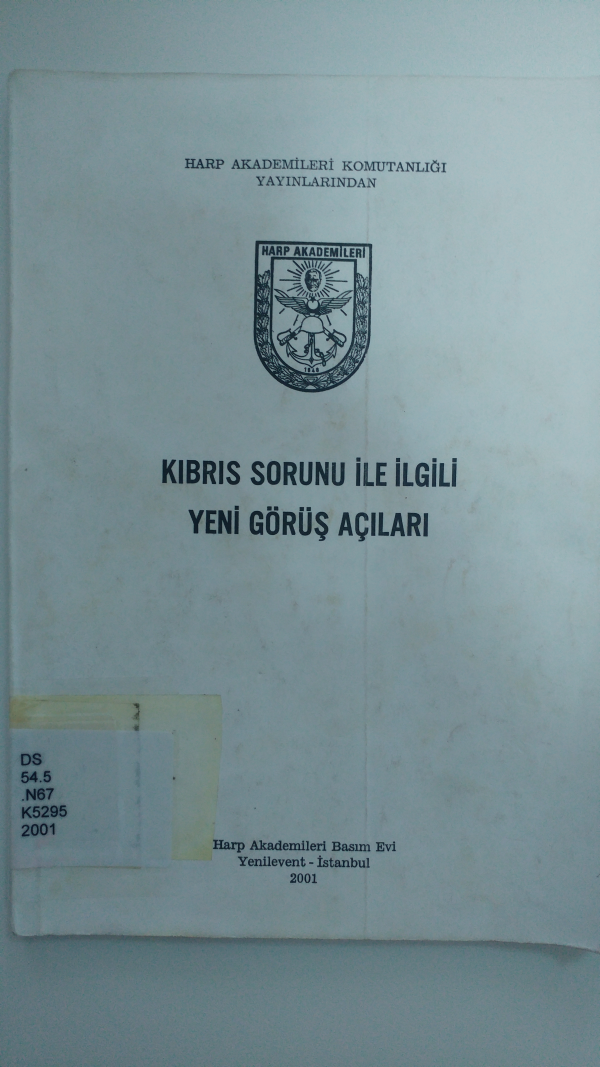 HARP AKADEMİLERİ KOMUTANLIĞI
YAYINLARINDAN
HARP AKADEMİLERİ
1848
KIBRIS SORUNU İLE İLGİLİ
YENİ GÖRÜŞ AÇILARI
DS
54.5
.N67
K5295
2001
Harp Akademileri Basım Evi
Yenilevent - İstanbul
2001